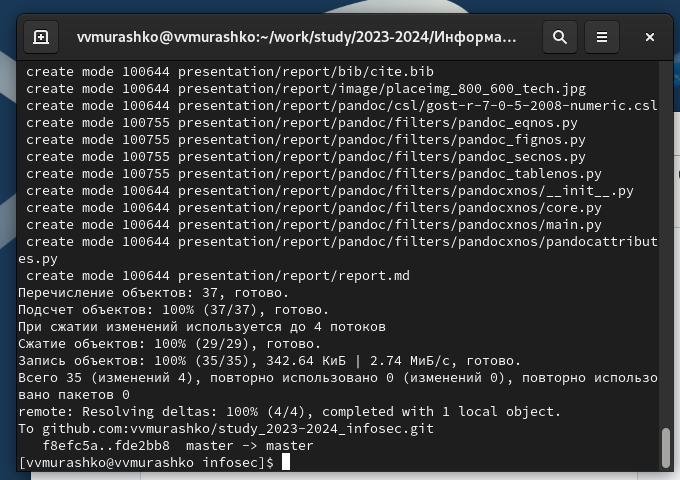 vvmurashko@vvmurashko:~/work/study/2023-2024/Информа...
create mode 100644 presentation/report/bib/cite.bib
create mode 100644 presentation/report/image/placeimg_800_600_tech.jpg
create mode 100644 presentation/report/pandoc/csl/gost-r-7-0-5-2008-numeric.csl
create mode 100755 presentation/report/pandoc/filters/pandoc_eqnos.py
create mode 100755 presentation/report/pandoc/filters/pandoc_fignos.py
create mode 100755 presentation/report/pandoc/filters/pandoc_secnos.py
create mode 100755 presentation/report/pandoc/filters/pandoc_tablenos.py
create mode 100644 presentation/report/pandoc/filters/pandocxnos/__init__.py
create mode 100644 presentation/report/pandoc/filters/pandocxnos/core.py
create mode 100644 presentation/report/pandoc/filters/pandocxnos/main.py
create mode 100644 presentation/report/pandoc/filters/pandocxnos/pandocattribut
es.py
create mode 100644 presentation/report/report.md
Перечисление объектов: 37, готово.
Подсчет объектов: 100% (37/37), готово.
При сжатии изменений используется до 4 потоков
Сжатие объектов: 100% (29/29), готово.
Запись объектов: 100% (35/35), 342.64 КиБ | 2.74 МиБ/с, готово.
Всего 35 (изменений 4), повторно использовано 0 (изменений 0), повторно использо
вано пакетов 0
remote: Resolving deltas: 100% (4/4), completed with 1 local object.
To github.com:vvmurashko/study_2023-2024_infosec.git
f8efc5a..fde2bb8  master -> master
[vvmurashko@vvmurashko infosec]$